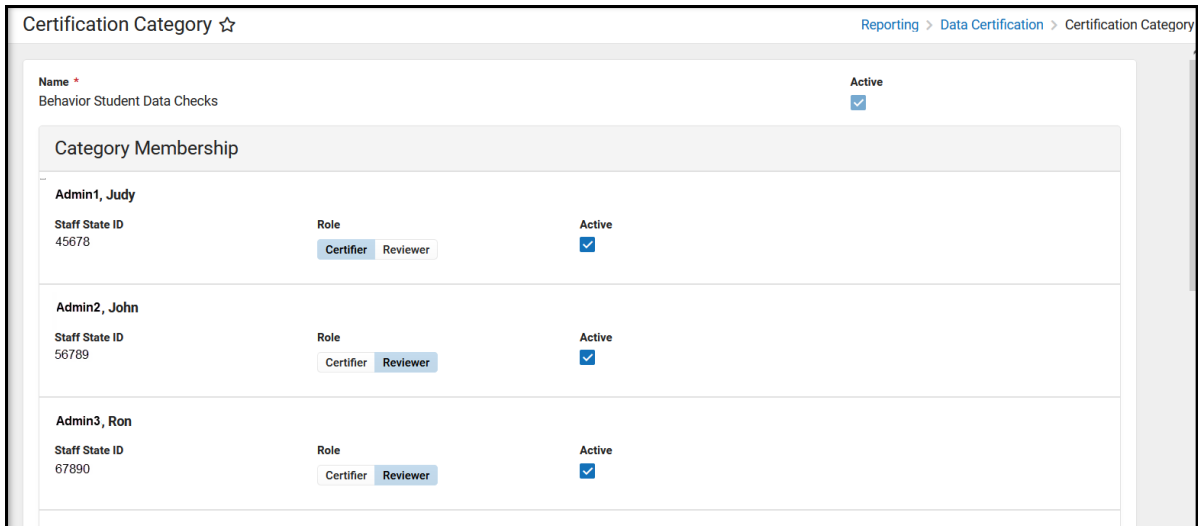 Certification Category
Reporting > Data Certification > Certification Category
Name * Active
Behavior Student Data Checks
Category Membership
Admin1, Judy
Staff State ID Role Active
45678
Certifier Reviewer
Admin2, John
Staff State ID Role Active
56789
Certifier Reviewer
Admin3, Ron
Staff State ID Role Active
67890
Certifier Reviewer